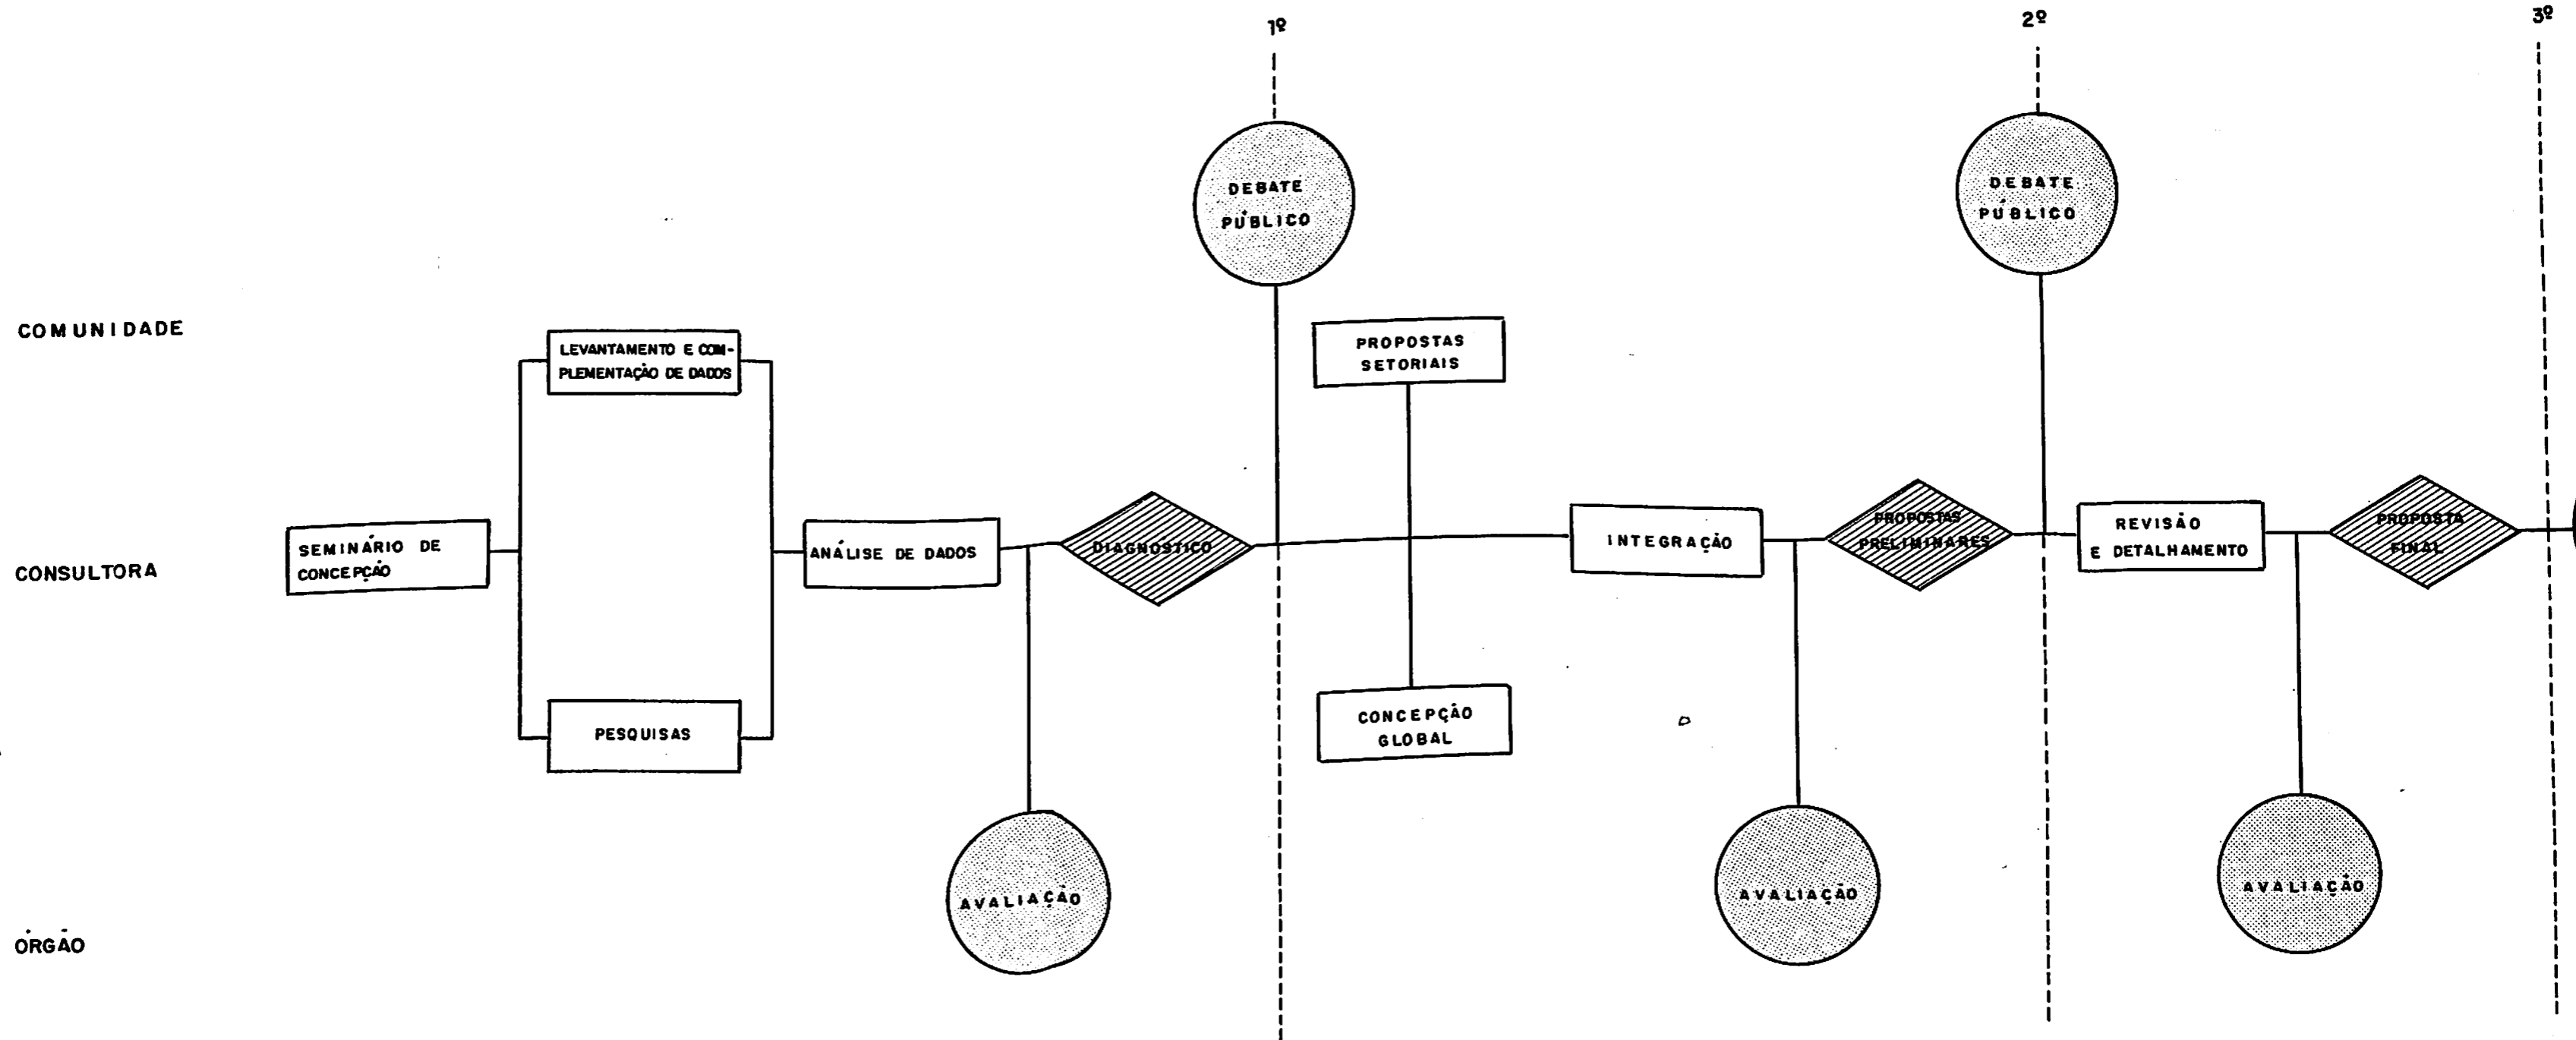 1º
2º
3º
DEBATE
PÚBLICO
DEBATE
PÚBLICO
COMUNIDADE
LEVANTAMENTO E COM-
PLEMENTAÇÃO DE DADOS
PROPOSTAS
SETORIAIS
CONSULTORA
SEMINÁRIO DE
CONCEPÇÃO
ANÁLISE DE DADOS
DIAGNÓSTICO
INTEGRAÇÃO
PROPOSTAS
PRELIMINARES
REVISÃO
E DETALHAMENTO
PROPOSTA
FINAL
PESQUISAS
CONCEPÇÃO
GLOBAL
ÓRGÃO
AVALIAÇÃO
AVALIAÇÃO
AVALIAÇÃO